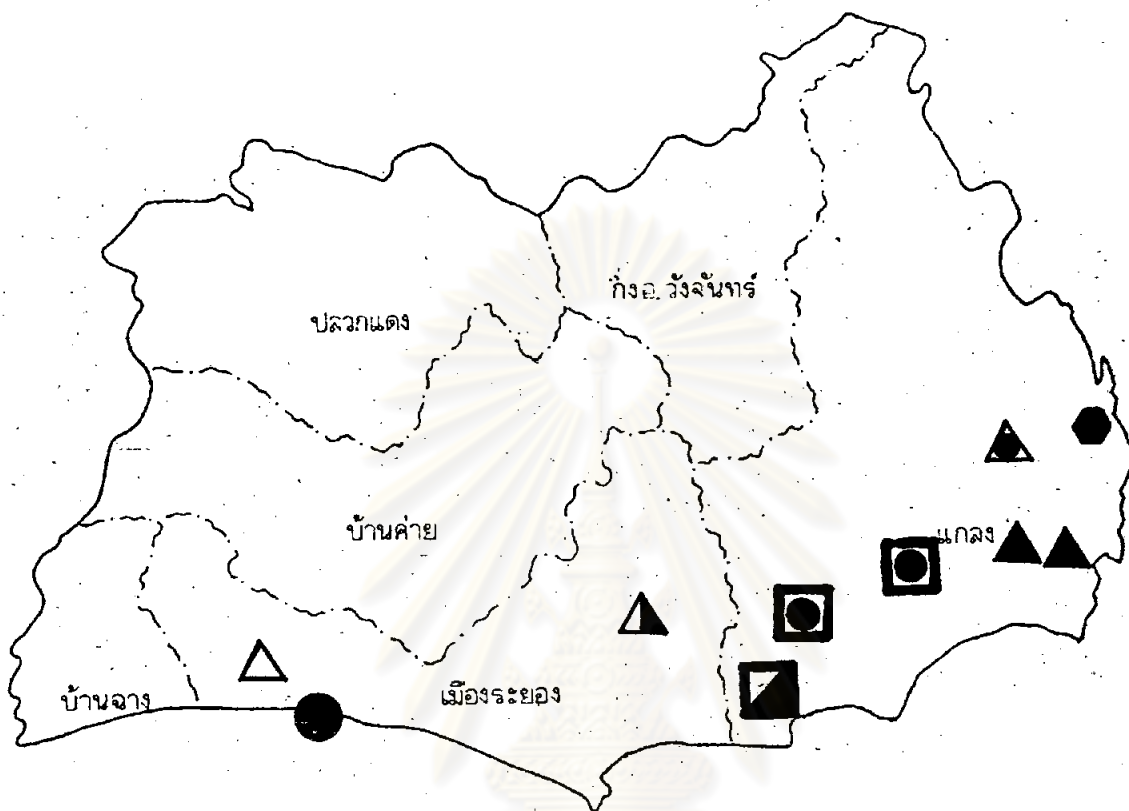 กิ่งอ. วังจันทร์
ปลวกแดง
บ้านค่าย
แกลง
บ้านฉาง
เมืองระยอง